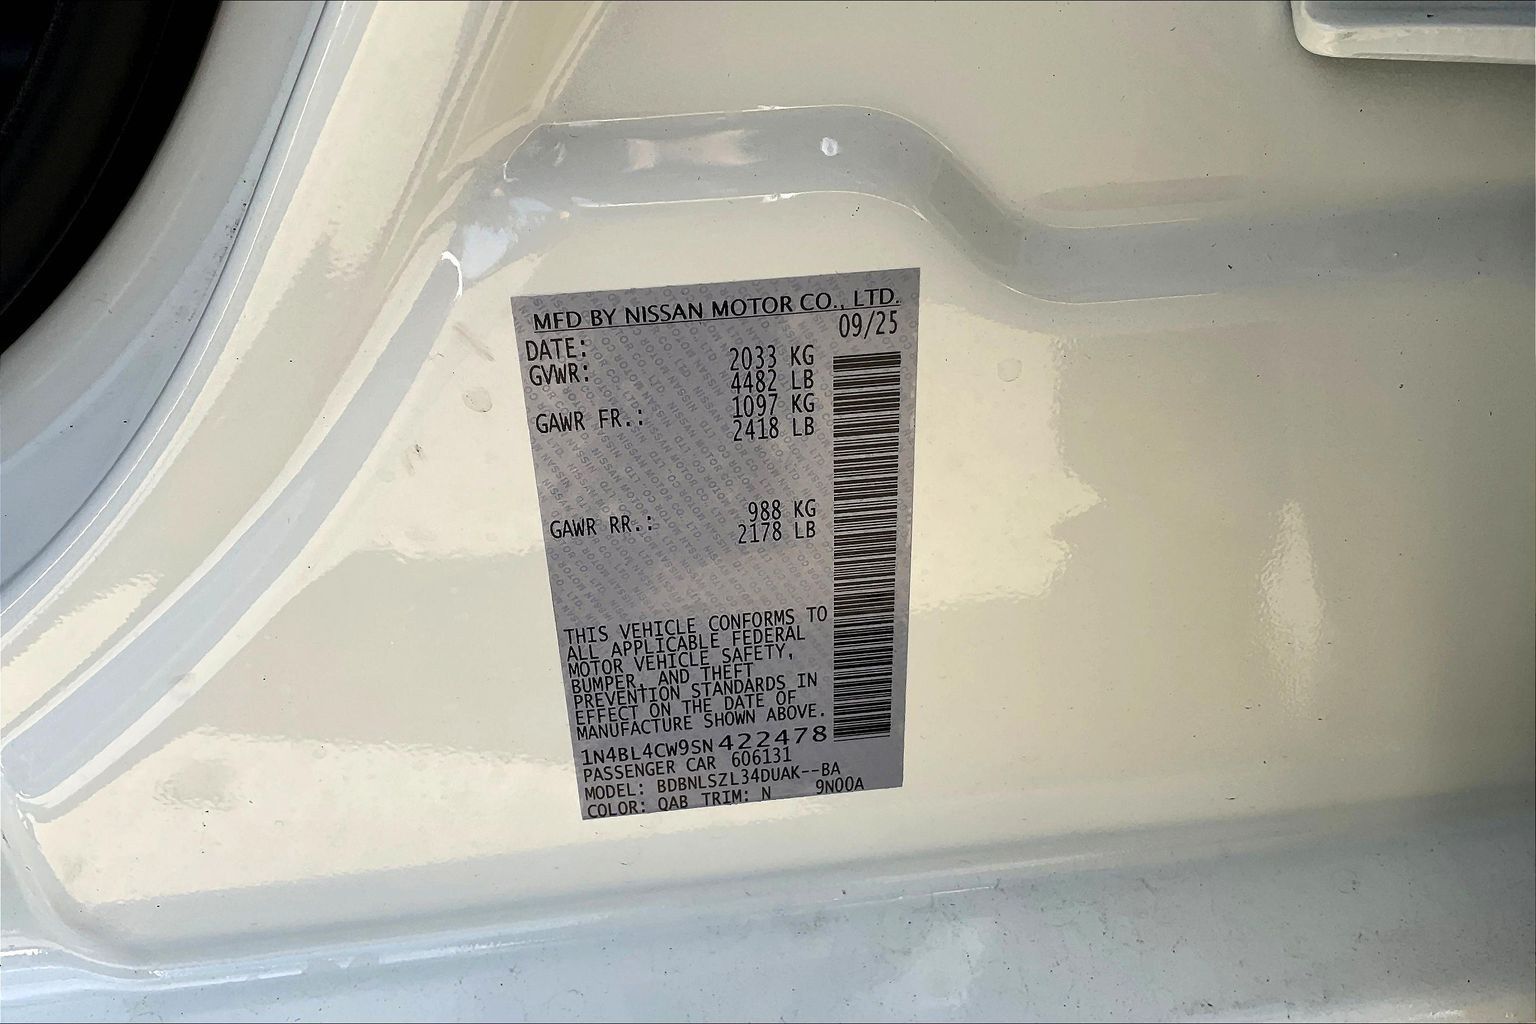 MFD BY NISSAN MOTOR CO., LTD.
DATE: 09/25
GVWR: 2033 KG
4482 LB
GAWR FR.: 1097 KG
2418 LB
GAWR RR.: 988 KG
2178 LB
THIS VEHICLE CONFORMS TO
ALL APPLICABLE FEDERAL
MOTOR VEHICLE SAFETY,
BUMPER, AND THEFT
PREVENTION STANDARDS IN
EFFECT ON THE DATE OF
MANUFACTURE SHOWN ABOVE.
1N4BL4CW9SN422478
PASSENGER CAR 606131
MODEL: BDBNLSZL34DUAK--BA
COLOR: QAB TRIM: N 9N00A